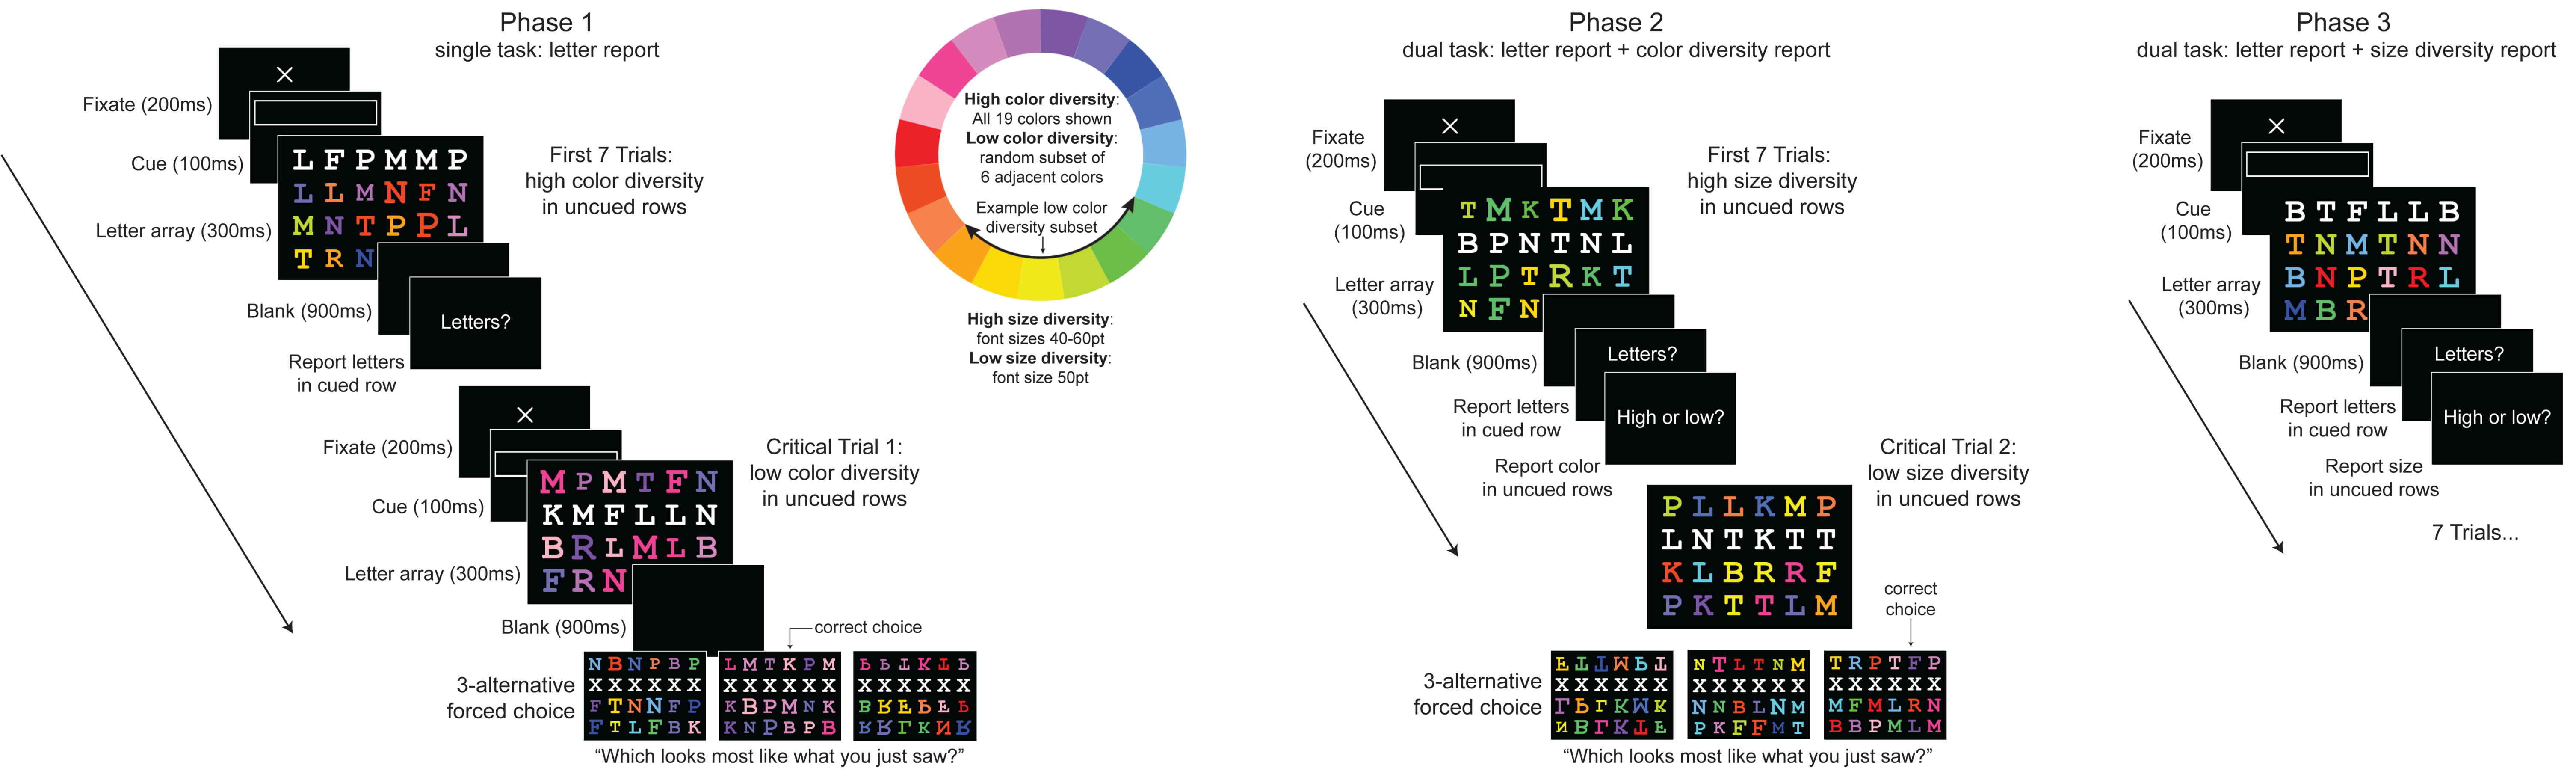 Phase 1
single task: letter report
Fixate (200ms)
Cue (100ms)
Letter array (300ms)
Blank (900ms)
Report letters
in cued row
L F P M M P
L L M N F N
M N T P P L
T R N
Letters?
First 7 Trials:
high color diversity
in uncued rows
Fixate (200ms)
Cue (100ms)
Letter array (300ms)
Blank (900ms)
M P M T F N
K M F L L N
B R L M L B
F R N
Critical Trial 1:
low color diversity
in uncued rows
correct choice
3-alternative
forced choice
N B N P B P
X X X X X X
F T N N F P
F T L F B K
L M T K P M
X X X X X X
K B P M N K
K N P B P B
X X X X X X
“Which looks most like what you just saw?”
High color diversity:
All 19 colors shown
Low color diversity:
random subset of
6 adjacent colors
Example low color
diversity subset
High size diversity:
font sizes 40-60pt
Low size diversity:
font size 50pt
Phase 2
dual task: letter report + color diversity report
Fixate
(200ms)
Cue
(100ms)
Letter array
(300ms)
Blank (900ms)
Report letters
in cued row
Report color
in uncued rows
T M K T M K
B P N T N L
L P T R K T
N F N
Letters?
High or low?
First 7 Trials:
high size diversity
in uncued rows
Critical Trial 2:
low size diversity
in uncued rows
P L L K M P
L N T K T T
K L B R R F
P K T T L M
correct
choice
3-alternative
forced choice
X X X X X X
N T L T N M
X X X X X X
N N B L N M
P K F F M T
T R P T F P
X X X X X X
M F M L R N
B B P M L M
“Which looks most like what you just saw?”
Phase 3
dual task: letter report + size diversity report
Fixate
(200ms)
Cue
(100ms)
Letter array
(300ms)
Blank (900ms)
Report letters
in cued row
Report size
in uncued rows
B T F L L B
T N M T N N
B N P T R L
M B R
Letters?
High or low?
7 Trials...